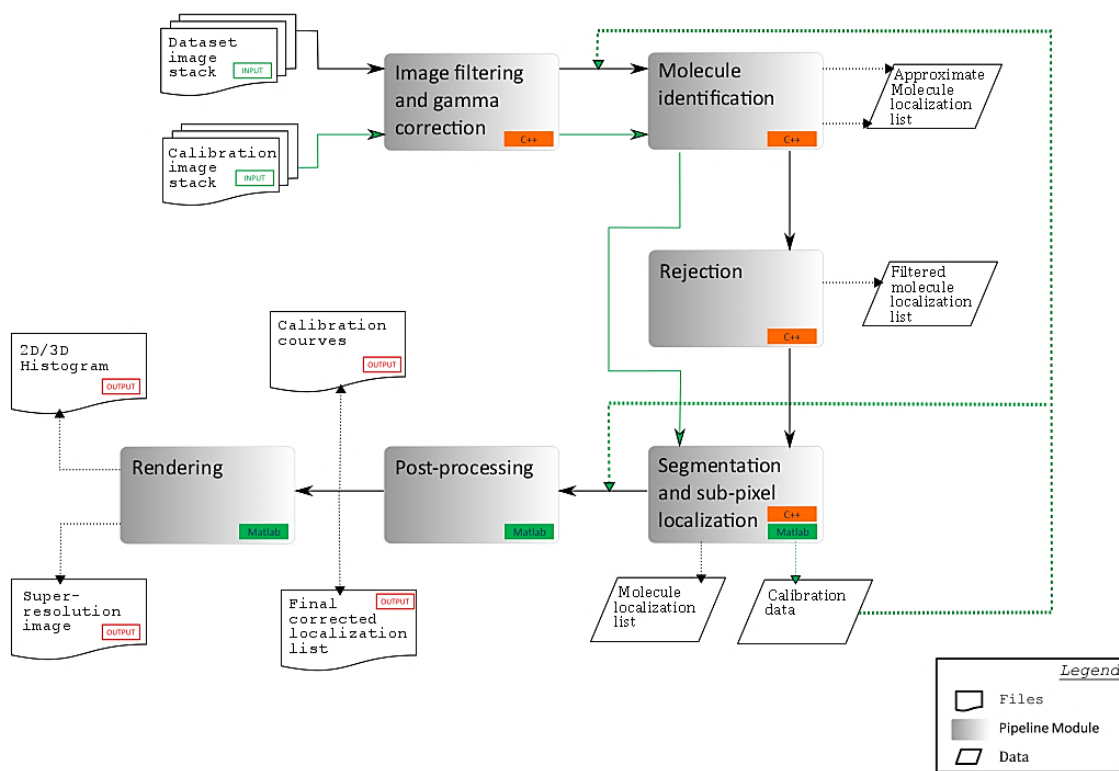 Dataset
image
stack
INPUT
Image filtering
and gamma
correction
C++
Molecule
identification
C++
Approximate
Molecule
localization
list
Calibration
image
stack
INPUT
Rejection
C++
Filtered
molecule
localization
list
2D/3D
Histogram
OUTPUT
Calibration
courves
OUTPUT
Rendering
Matlab
Post-processing
Matlab
Segmentation
and sub-pixel
localization
C++
Matlab
Super-
resolution
image
OUTPUT
Final
corrected
localization
list
OUTPUT
Molecule
localization
list
Calibration
data
Legend
Files
Pipeline Module
Data